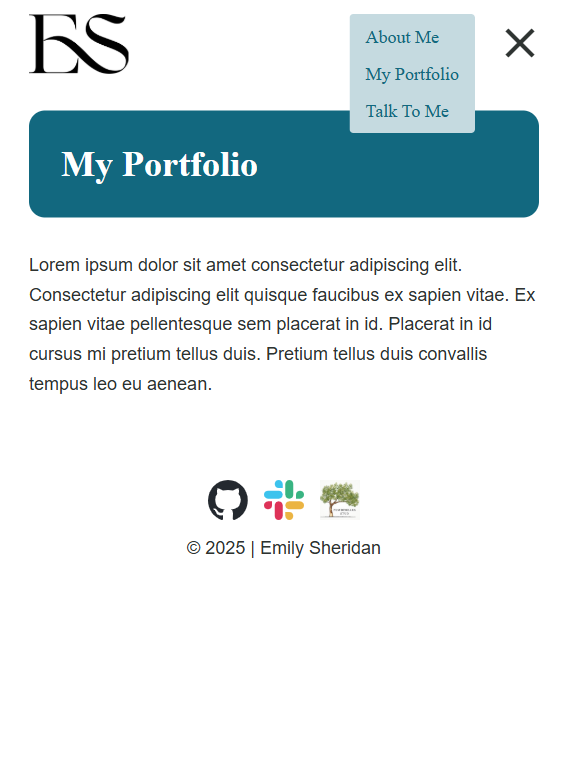 ES
About Me
My Portfolio
Talk To Me
My Portfolio
Lorem ipsum dolor sit amet consectetur adipiscing elit.
Consectetur adipiscing elit quisque faucibus ex sapien vitae. Ex
sapien vitae pellentesque sem placerat in id. Placerat in id
cursus mi pretium tellus duis. Pretium tellus duis convallis
tempus leo eu aenean.
© 2025 | Emily Sheridan